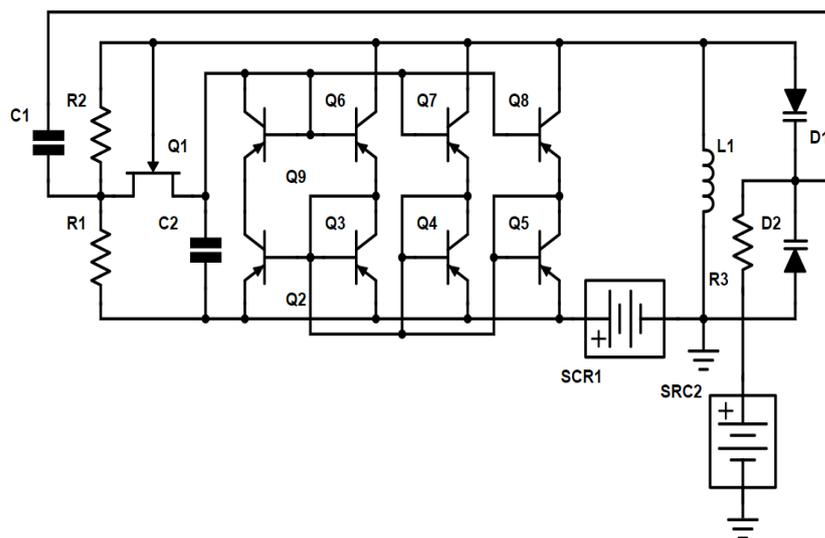 C1
R2
Q1
Q6
Q7
Q8
L1
D1
Q9
R1
C2
Q3
Q4
Q5
D2
R3
Q2
+
SCR1
SRC2
+